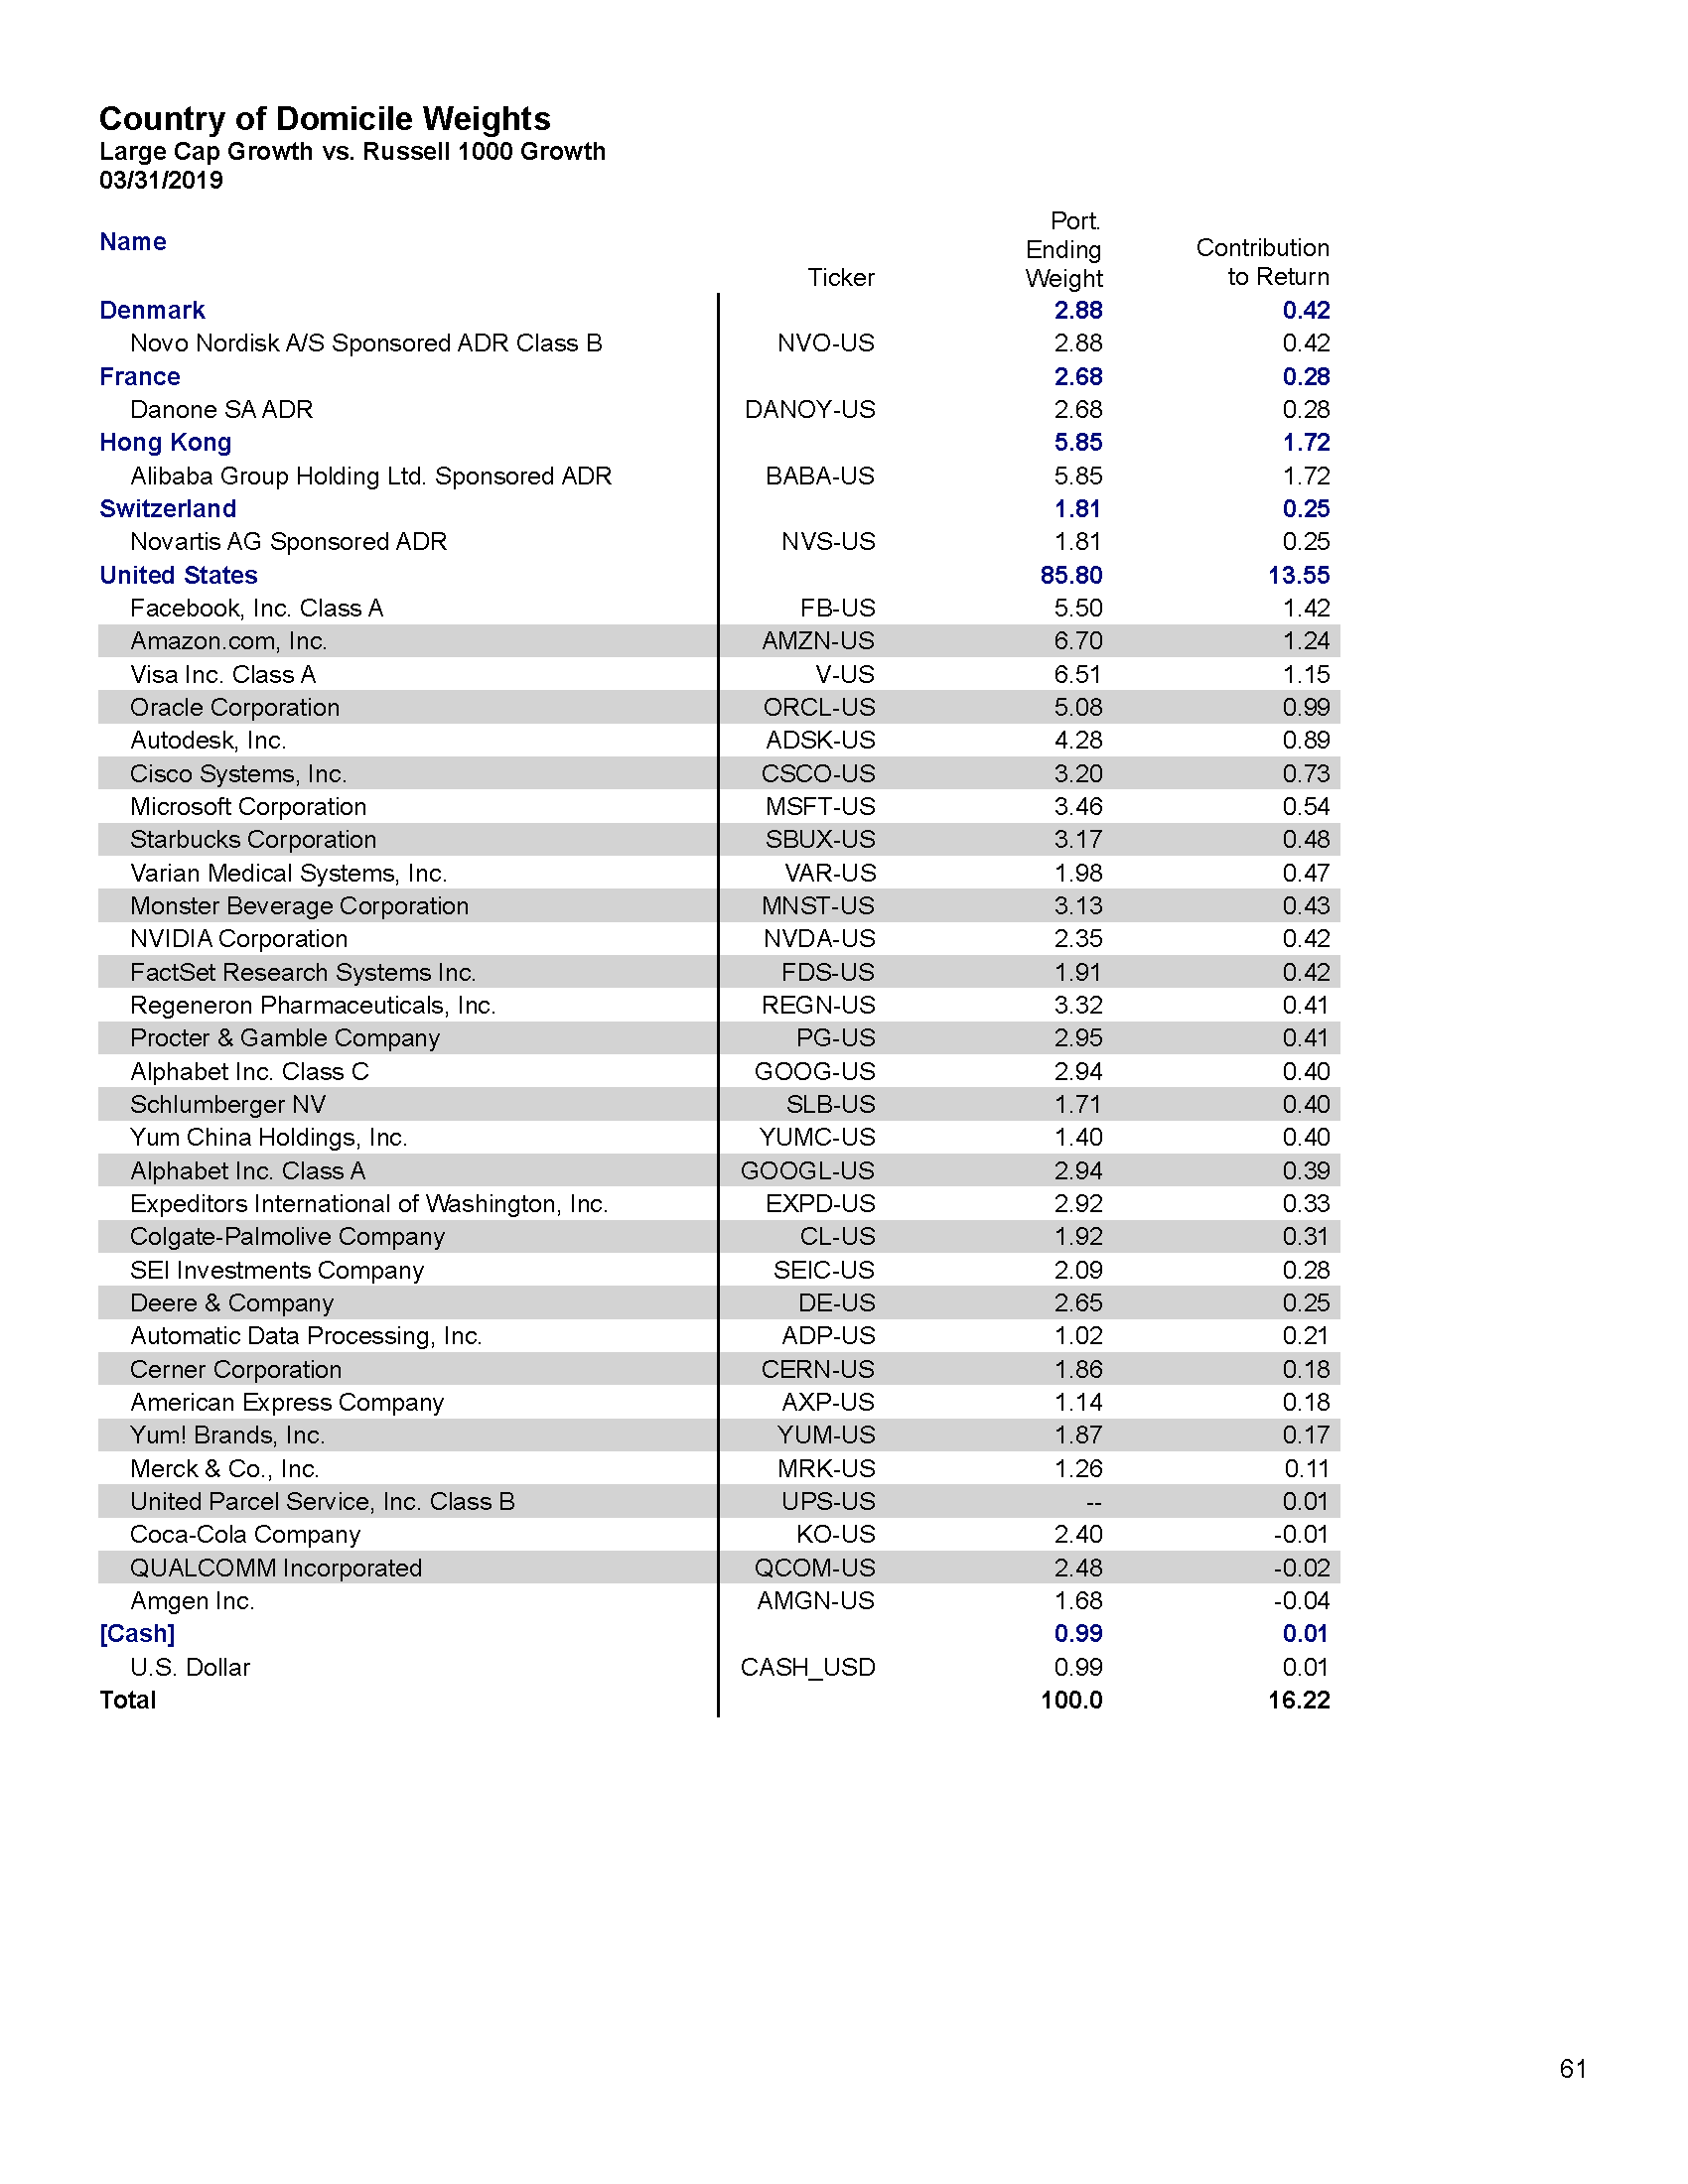 Country of Domicile Weights
Large Cap Growth vs. Russell 1000 Growth
03/31/2019
Name Ticker Port. Ending Weight Contribution to Return
Denmark 2.88 0.42
Novo Nordisk A/S Sponsored ADR Class B NVO-US 2.88 0.42
France 2.68 0.28
Danone SA ADR DANOY-US 2.68 0.28
Hong Kong 5.85 1.72
Alibaba Group Holding Ltd. Sponsored ADR BABA-US 5.85 1.72
Switzerland 1.81 0.25
Novartis AG Sponsored ADR NVS-US 1.81 0.25
United States 85.80 13.55
Facebook, Inc. Class A FB-US 5.50 1.42
Amazon.com, Inc. AMZN-US 6.70 1.24
Visa Inc. Class A V-US 6.51 1.15
Oracle Corporation ORCL-US 5.08 0.99
Autodesk, Inc. ADSK-US 4.28 0.89
Cisco Systems, Inc. CSCO-US 3.20 0.73
Microsoft Corporation MSFT-US 3.46 0.54
Starbucks Corporation SBUX-US 3.17 0.48
Varian Medical Systems, Inc. VAR-US 1.98 0.47
Monster Beverage Corporation MNST-US 3.13 0.43
NVIDIA Corporation NVDA-US 2.35 0.42
FactSet Research Systems Inc. FDS-US 1.91 0.42
Regeneron Pharmaceuticals, Inc. REGN-US 3.32 0.41
Procter & Gamble Company PG-US 2.95 0.41
Alphabet Inc. Class C GOOG-US 2.94 0.40
Schlumberger NV SLB-US 1.71 0.40
Yum China Holdings, Inc. YUMC-US 1.40 0.40
Alphabet Inc. Class A GOOGL-US 2.94 0.39
Expeditors International of Washington, Inc. EXPD-US 2.92 0.33
Colgate-Palmolive Company CL-US 1.92 0.31
SEI Investments Company SEIC-US 2.09 0.28
Deere & Company DE-US 2.65 0.25
Automatic Data Processing, Inc. ADP-US 1.02 0.21
Cerner Corporation CERN-US 1.86 0.18
American Express Company AXP-US 1.14 0.18
Yum! Brands, Inc. YUM-US 1.87 0.17
Merck & Co., Inc. MRK-US 1.26 0.11
United Parcel Service, Inc. Class B UPS-US -- 0.01
Coca-Cola Company KO-US 2.40 -0.01
QUALCOMM Incorporated QCOM-US 2.48 -0.02
Amgen Inc. AMGN-US 1.68 -0.04
[Cash] 0.99 0.01
U.S. Dollar CASH_USD 0.99 0.01
Total 100.0 16.22
61